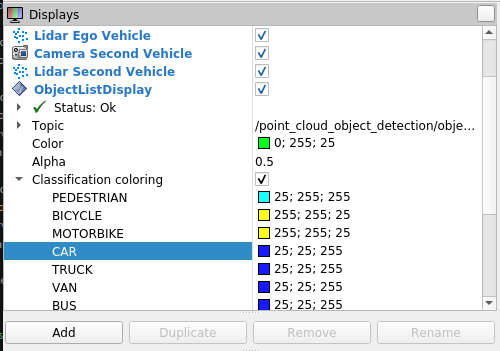 Displays
Lidar Ego Vehicle
Camera Second Vehicle
Lidar Second Vehicle
ObjectListDisplay
Status: Ok
Topic /point_cloud_object_detection/obje...
Color 0; 255; 25
Alpha 0.5
Classification coloring
PEDESTRIAN 25; 255; 255
BICYCLE 255; 255; 25
MOTORBIKE 255; 255; 25
CAR 25; 25; 255
TRUCK 25; 25; 255
VAN 25; 25; 255
BUS 25; 25; 255
Add Duplicate Remove Rename